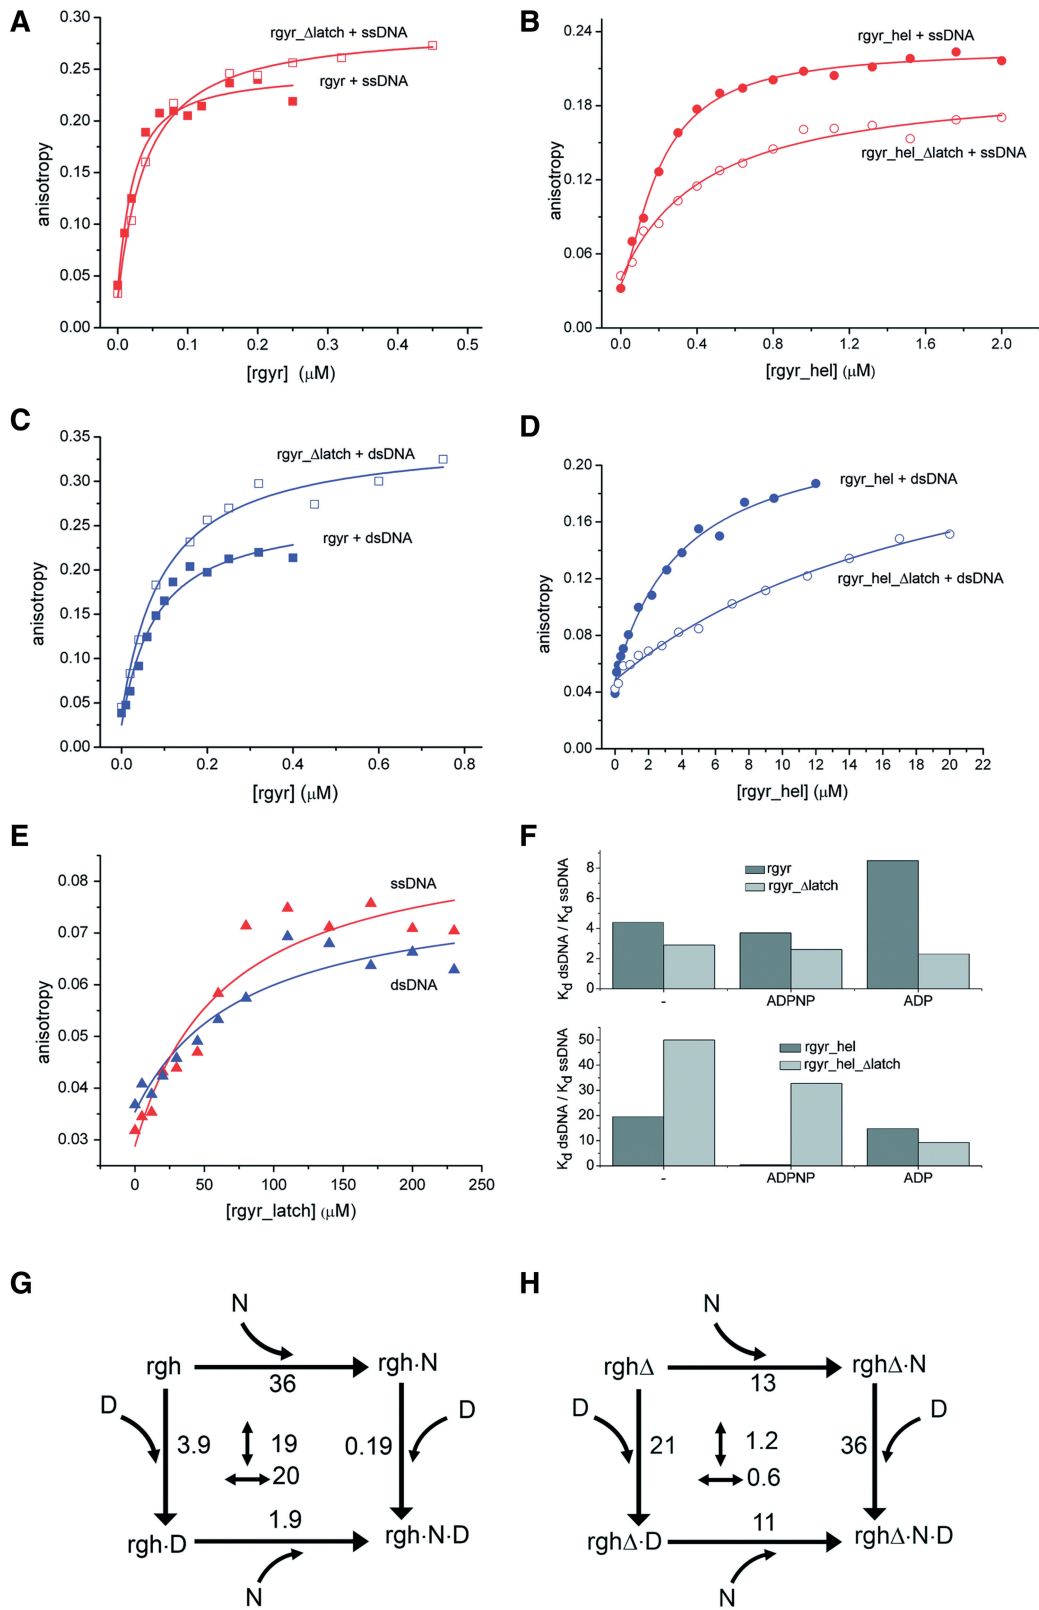 A
0.30
0.25
0.20
0.15
0.10
0.05
0.00
anisotropy
rgyr_Δlatch + ssDNA
rgyr + ssDNA
0.0 0.1 0.2 0.3 0.4 0.5
[rgyr] (μM)
B
0.24
0.18
0.12
0.06
0.00
anisotropy
rgyr_hel + ssDNA
rgyr_hel_Δlatch + ssDNA
0.0 0.4 0.8 1.2 1.6 2.0
[rgyr_hel] (μM)
C
0.35
0.30
0.25
0.20
0.15
0.10
0.05
0.00
anisotropy
rgyr_Δlatch + dsDNA
rgyr + dsDNA
0.0 0.2 0.4 0.6 0.8
[rgyr] (μM)
D
0.20
0.16
0.12
0.08
0.04
0.00
anisotropy
rgyr_hel + dsDNA
rgyr_hel_Δlatch + dsDNA
0 2 4 6 8 10 12 14 16 18 20 22
[rgyr_hel] (μM)
E
0.08
0.07
0.06
0.05
0.04
0.03
anisotropy
ssDNA
dsDNA
0 50 100 150 200 250
[rgyr_latch] (μM)
F
Kd dsDNA / Kd ssDNA
8
6
4
2
0
rgyr
rgyr_Δlatch
- ADPNP ADP
Kd dsDNA / Kd ssDNA
50
40
30
20
10
0
rgyr_hel
rgyr_hel_Δlatch
- ADPNP ADP
G
N
rgh rgh·N
36
D D
3.9 19 0.19
20
1.9
rgh·D rgh·N·D
N
H
N
rghΔ rghΔ·N
13
D D
21 1.2 36
0.6
11
rghΔ·D rghΔ·N·D
N